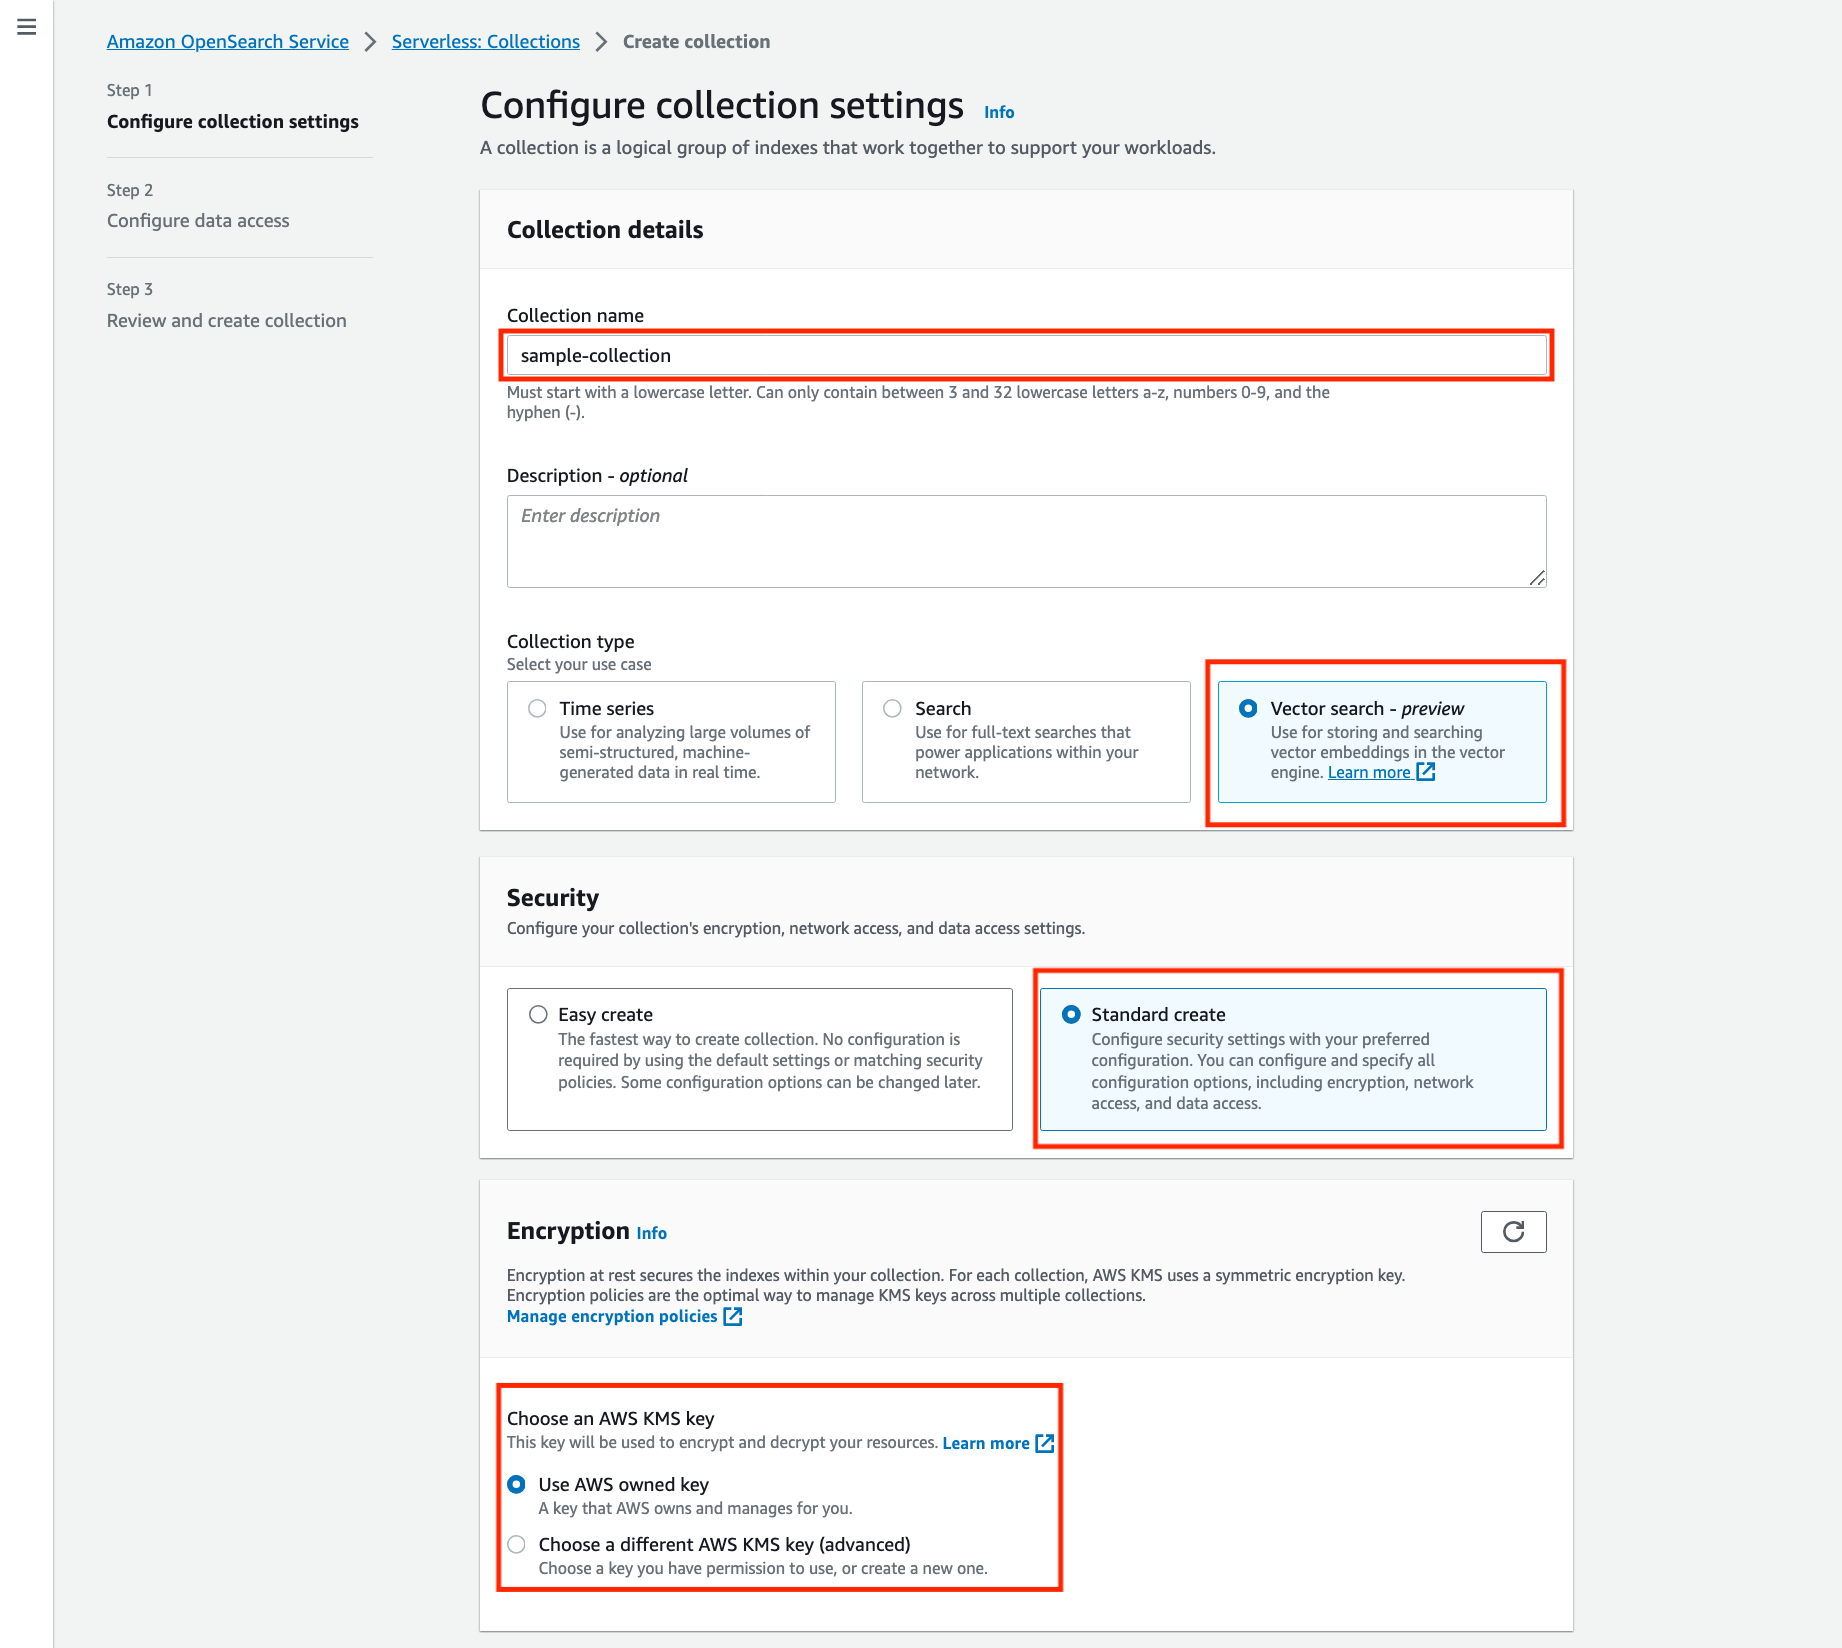 Amazon OpenSearch Service > Serverless: Collections > Create collection
Step 1
Configure collection settings
Step 2
Configure data access
Step 3
Review and create collection
Configure collection settings Info
A collection is a logical group of indexes that work together to support your workloads.
Collection details
Collection name
sample-collection
Must start with a lowercase letter. Can only contain between 3 and 32 lowercase letters a-z, numbers 0-9, and the
hyphen (-).
Description - optional
Enter description
Collection type
Select your use case
Time series
Use for analyzing large volumes of
semi-structured, machine-
generated data in real time.
Search
Use for full-text searches that
power applications within your
network.
Vector search - preview
Use for storing and searching
vector embeddings in the vector
engine. Learn more
Security
Configure your collection's encryption, network access, and data access settings.
Easy create
The fastest way to create collection. No configuration is
required by using the default settings or matching security
policies. Some configuration options can be changed later.
Standard create
Configure security settings with your preferred
configuration. You can configure and specify all
configuration options, including encryption, network
access, and data access.
Encryption Info
Encryption at rest secures the indexes within your collection. For each collection, AWS KMS uses a symmetric encryption key.
Encryption policies are the optimal way to manage KMS keys across multiple collections.
Manage encryption policies
Choose an AWS KMS key
This key will be used to encrypt and decrypt your resources. Learn more
Use AWS owned key
A key that AWS owns and manages for you.
Choose a different AWS KMS key (advanced)
Choose a key you have permission to use, or create a new one.